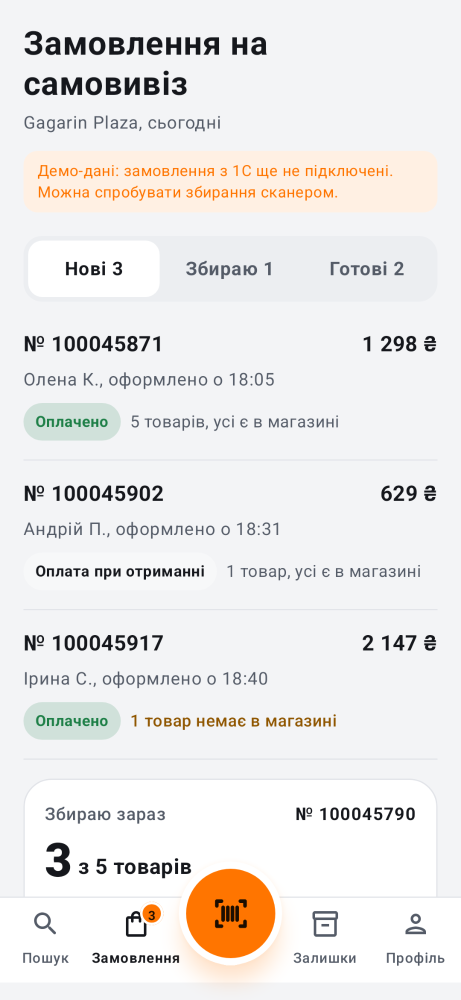 Замовлення на
самовивіз
Gagarin Plaza, сьогодні
Демо-дані: замовлення з 1С ще не підключені.
Можна спробувати збирання сканером.
Нові 3
Збираю 1
Готові 2
№ 100045871
1 298 ₴
Олена К., оформлено о 18:05
Оплачено
5 товарів, усі є в магазині
№ 100045902
629 ₴
Андрій П., оформлено о 18:31
Оплата при отриманні
1 товар, усі є в магазині
№ 100045917
2 147 ₴
Ірина С., оформлено о 18:40
Оплачено
1 товар немає в магазині
Збираю зараз
№ 100045790
3 з 5 товарів
3
Пошук
Замовлення
Залишки
Профіль